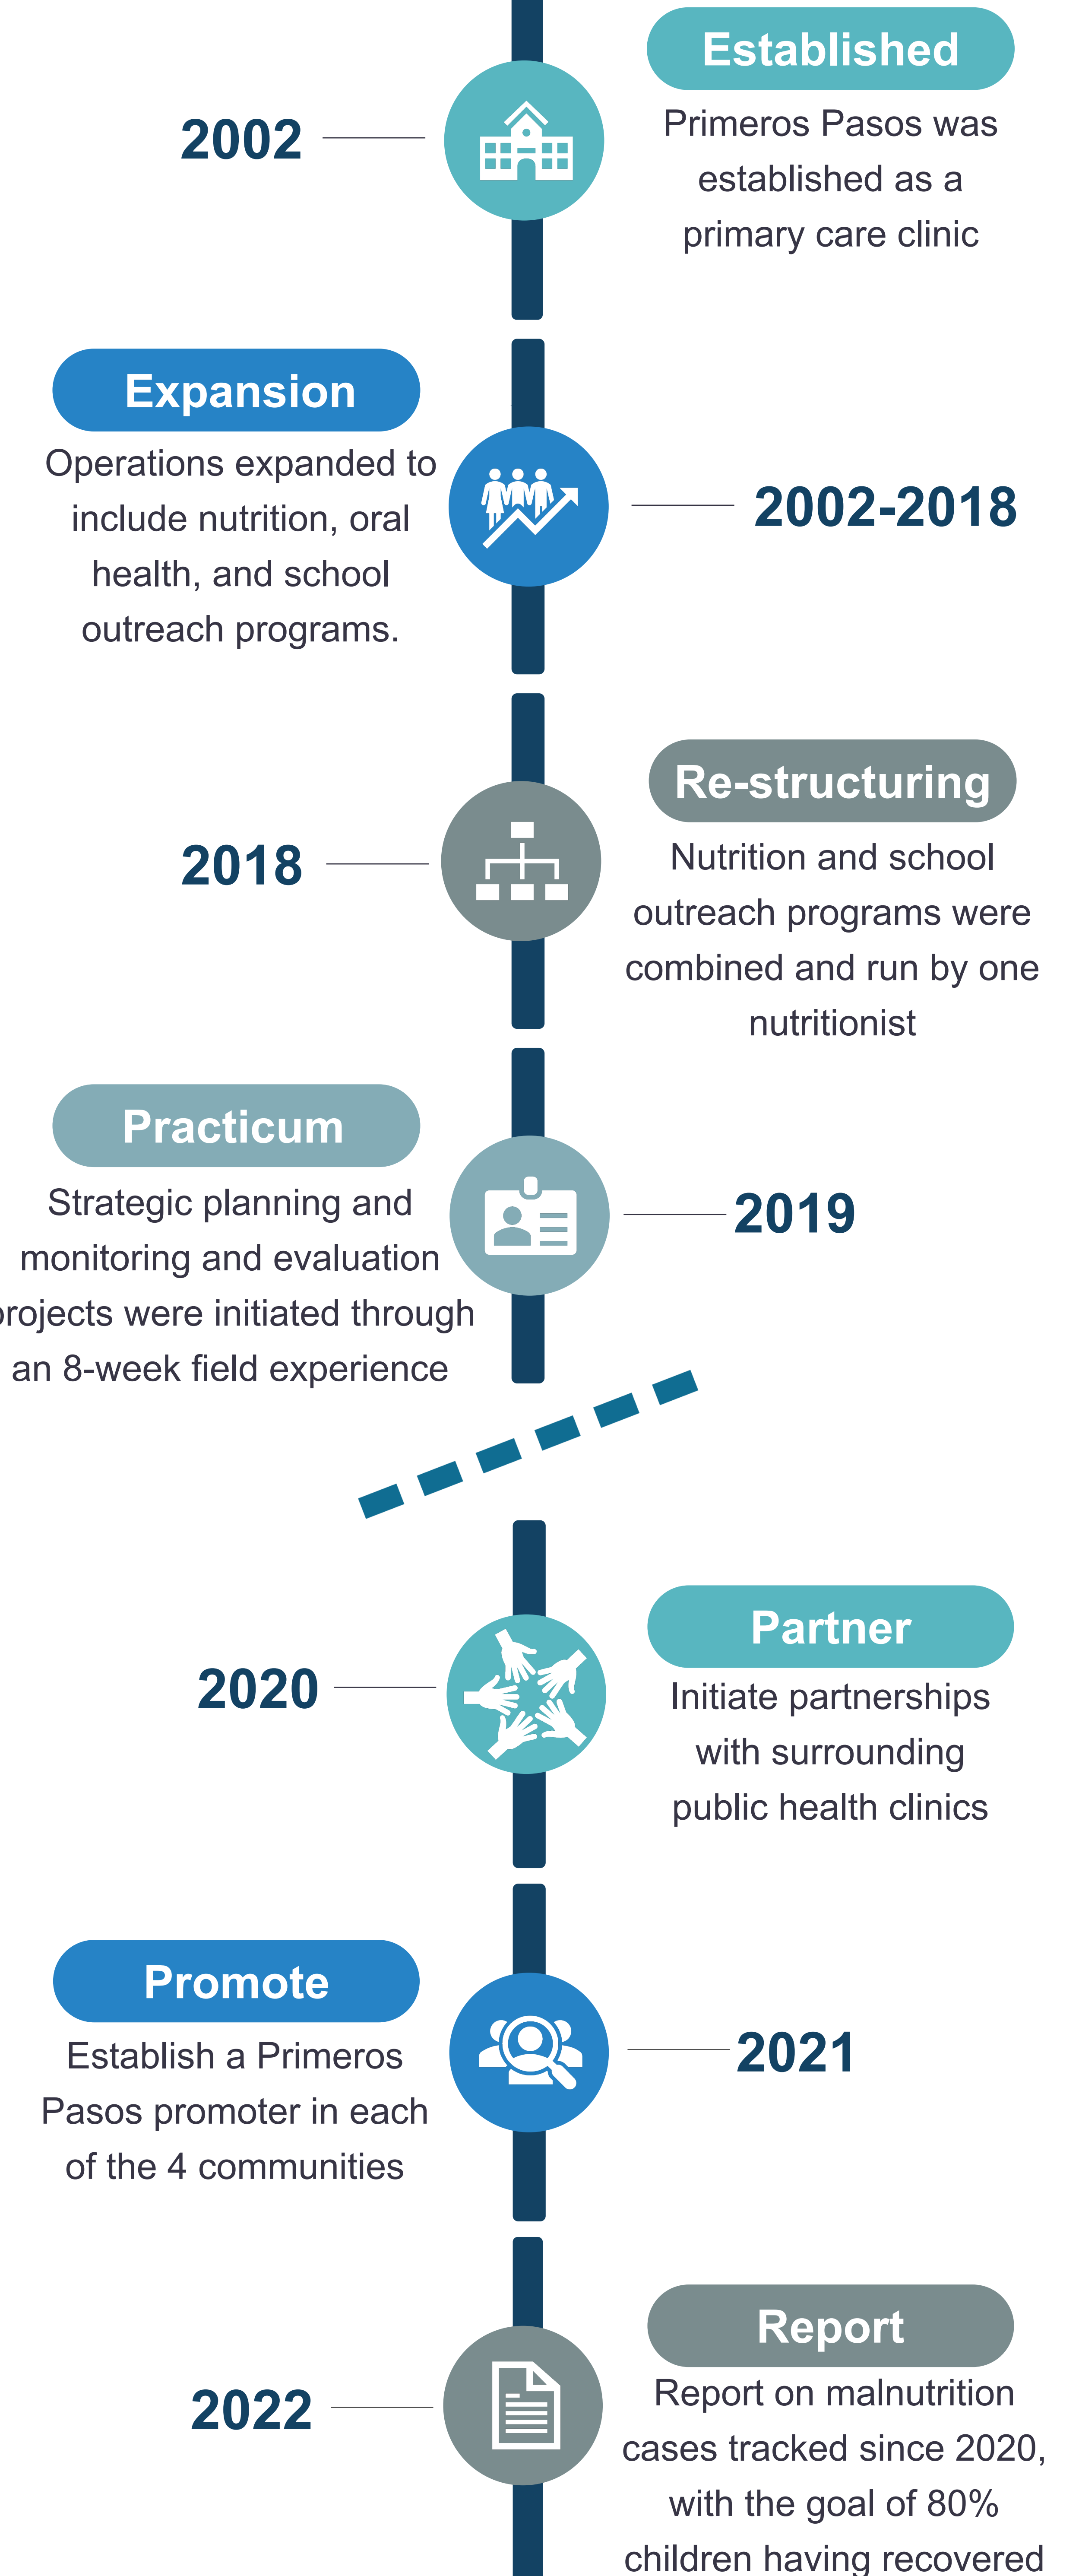 Established
2002
Primeros Pasos was
established as a
primary care clinic
Expansion
Operations expanded to
include nutrition, oral
health, and school
outreach programs.
2002-2018
Re-structuring
2018
Nutrition and school
outreach programs were
combined and run by one
nutritionist
Practicum
Strategic planning and
monitoring and evaluation
projects were initiated through
an 8-week field experience
2019
Partner
2020
Initiate partnerships
with surrounding
public health clinics
Promote
Establish a Primeros
Pasos promoter in each
of the 4 communities
2021
Report
2022
Report on malnutrition
cases tracked since 2020,
with the goal of 80%
children having recovered